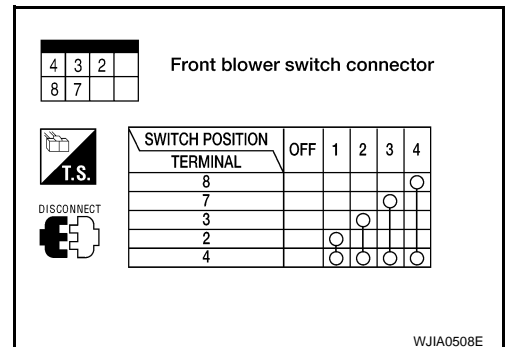 4 3 2
8 7
Front blower switch connector
T.S.
DISCONNECT
SWITCH POSITION
TERMINAL
OFF 1 2 3 4
8
7
3
2
4
WJIA0508E